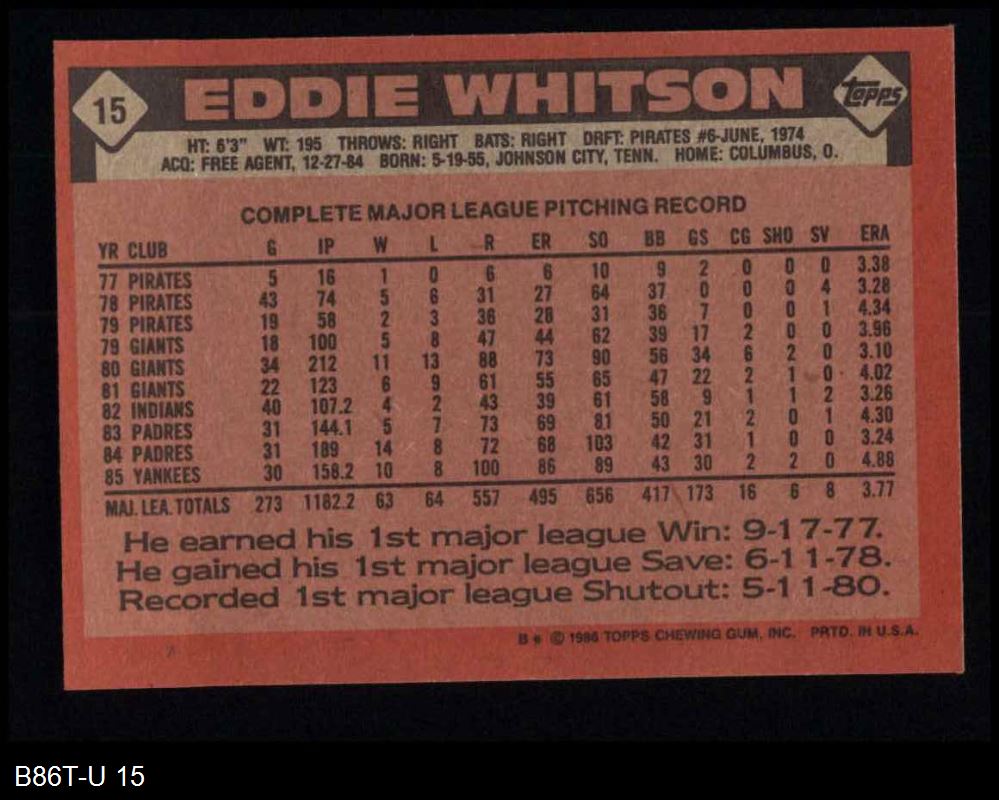 15 EDDIE WHITSON Topps
HT: 6'3" WT: 195 THROWS: RIGHT BATS: RIGHT DRFT: PIRATES #6-JUNE, 1974
ACQ: FREE AGENT, 12-27-84 BORN: 5-19-55, JOHNSON CITY, TENN. HOME: COLUMBUS, O.
COMPLETE MAJOR LEAGUE PITCHING RECORD
YR CLUB G IP W L R ER SO BB GS CG SHO SV ERA
77 PIRATES 5 16 1 0 6 6 10 9 2 0 0 0 3.38
78 PIRATES 43 74 5 6 31 27 64 37 0 0 0 4 3.28
79 PIRATES 19 58 2 3 36 28 31 36 7 0 0 1 4.34
79 GIANTS 18 100 5 8 47 44 62 39 17 2 0 0 3.96
80 GIANTS 34 212 11 13 88 73 90 56 34 6 2 0 3.10
81 GIANTS 22 123 6 9 61 55 65 47 22 2 1 0 4.02
82 INDIANS 40 107.2 4 2 43 39 61 58 9 1 1 2 3.26
83 PADRES 31 144.1 5 7 73 69 81 50 21 2 0 1 4.30
84 PADRES 31 189 14 8 72 68 103 42 31 1 0 0 3.24
85 YANKEES 30 158.2 10 8 100 86 89 43 30 2 2 0 4.88
MAJ. LEA. TOTALS 273 1182.2 63 64 557 495 656 417 173 16 6 8 3.77
He earned his 1st major league Win: 9-17-77.
He gained his 1st major league Save: 6-11-78.
Recorded 1st major league Shutout: 5-11-80.
B * © 1986 TOPPS CHEWING GUM, INC. PRTD. IN U.S.A.
B86T-U 15